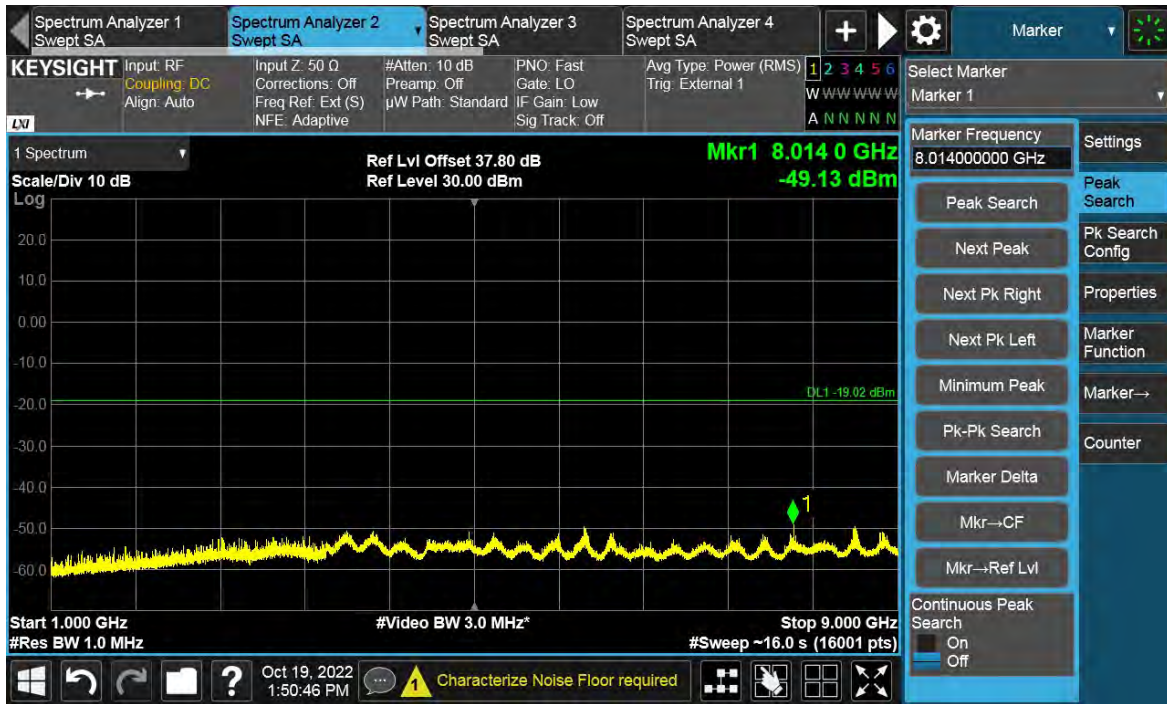 Spectrum Analyzer 1
Swept SA
Spectrum Analyzer 2
Swept SA
Spectrum Analyzer 3
Swept SA
Spectrum Analyzer 4
Swept SA
+
Marker
KEYSIGHT
LXI
Input: RF
Coupling: DC
Align: Auto
Input Z: 50 Ω
Corrections: Off
Freq Ref: Ext (S)
NFE: Adaptive
#Atten: 10 dB
Preamp: Off
µW Path: Standard
PNO: Fast
Gate: LO
IF Gain: Low
Sig Track: Off
Avg Type: Power (RMS)
Trig: External 1
1 2 3 4 5 6
W W W W W W
A N N N N N
Select Marker
Marker 1
1 Spectrum
Scale/Div 10 dB
Ref Lvl Offset 37.80 dB
Ref Level 30.00 dBm
Mkr1 8.014 0 GHz
-49.13 dBm
Log
20.0
10.0
0.00
-10.0
-20.0
-30.0
-40.0
-50.0
-60.0
DL1 -19.02 dBm
1
Start 1.000 GHz
#Res BW 1.0 MHz
#Video BW 3.0 MHz*
Stop 9.000 GHz
#Sweep ~16.0 s (16001 pts)
Marker Frequency
8.014000000 GHz
Peak Search
Next Peak
Next Pk Right
Next Pk Left
Minimum Peak
Pk-Pk Search
Marker Delta
Mkr→CF
Mkr→Ref Lvl
Continuous Peak
Search
On
Off
Settings
Peak
Search
Pk Search
Config
Properties
Marker
Function
Marker→
Counter
?
Oct 19, 2022
1:50:46 PM
1
Characterize Noise Floor required